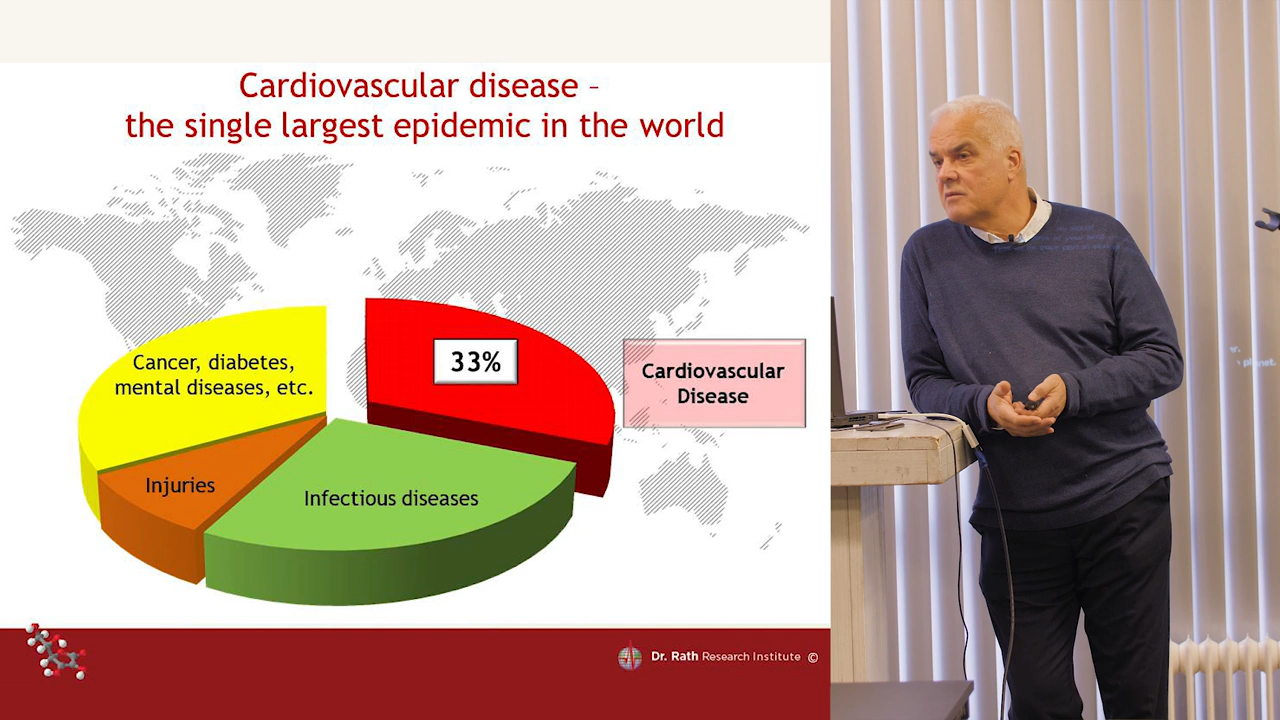 Cardiovascular disease –
the single largest epidemic in the world
Cancer, diabetes,
mental diseases, etc.
33%
Cardiovascular
Disease
Injuries
Infectious diseases
Dr. Rath Research Institute ©
planet.